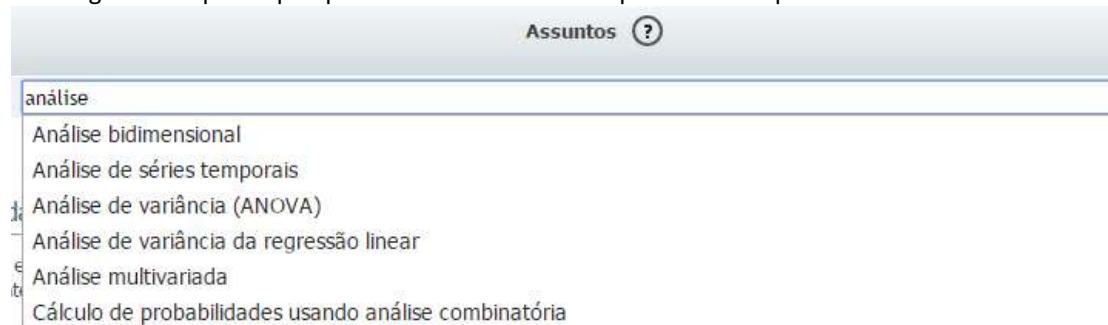 Assuntos ?
análise
Análise bidimensional
Análise de séries temporais
Análise de variância (ANOVA)
Análise de variância da regressão linear
Análise multivariada
Cálculo de probabilidades usando análise combinatória